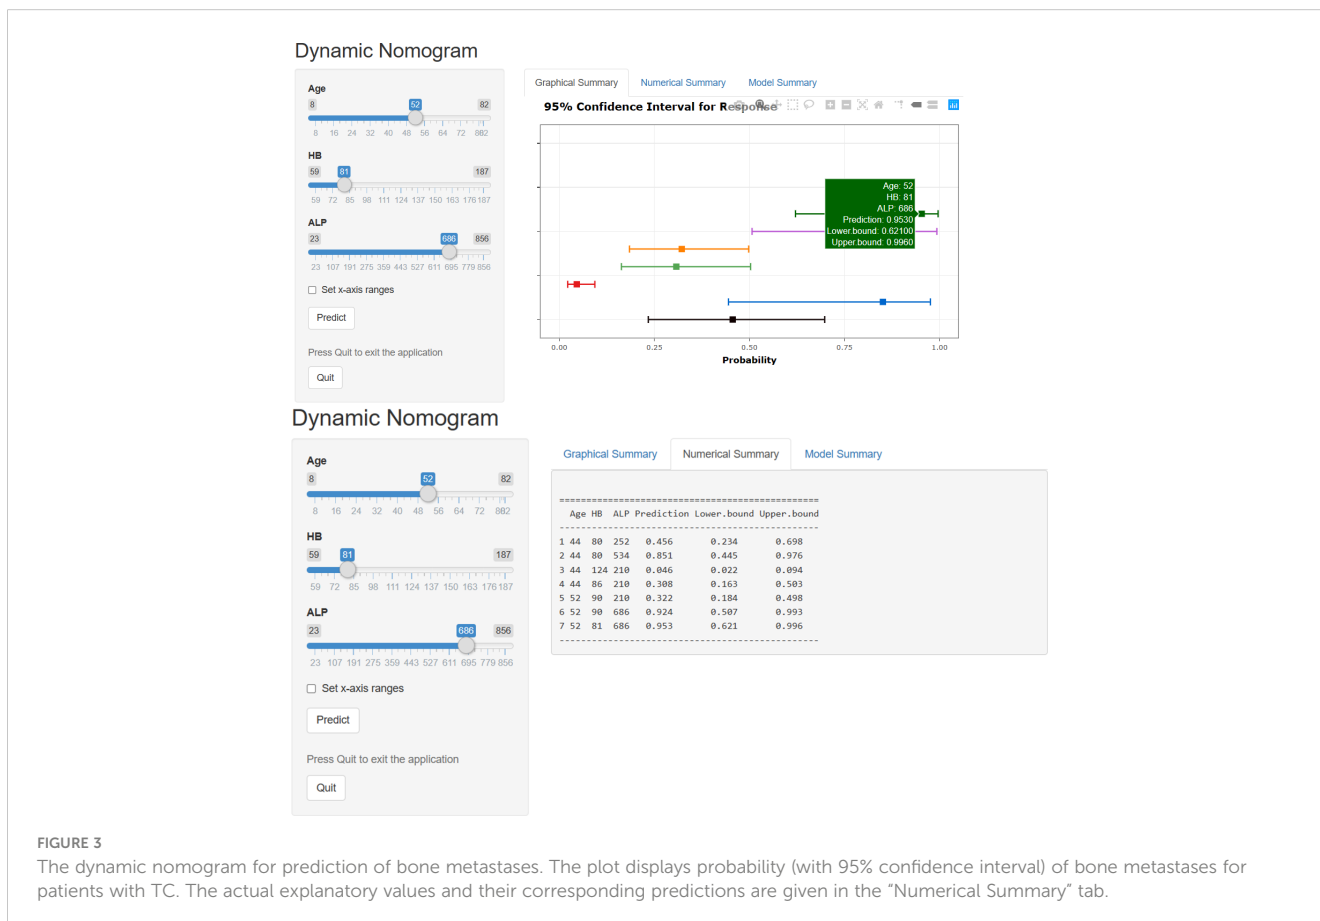 Dynamic Nomogram
Age
8 52 82
8 16 24 32 40 48 56 64 72 8082
HB
59 81 187
59 72 85 98 111 124 137 150 163 176 187
ALP
23 686 856
23 107 191 275 359 443 527 611 695 779 856
Set x-axis ranges
Predict
Press Quit to exit the application
Quit
Graphical Summary Numerical Summary Model Summary
95% Confidence Interval for Response
Age: 52
HB: 81
ALP: 686
Prediction: 0.9530
Lower.bound: 0.62100
Upper.bound: 0.9960
0.00 0.25 0.50 0.75 1.00
Probability
Dynamic Nomogram
Age
8 52 82
8 16 24 32 40 48 56 64 72 8082
HB
59 81 187
59 72 85 98 111 124 137 150 163 176 187
ALP
23 686 856
23 107 191 275 359 443 527 611 695 779 856
Set x-axis ranges
Predict
Press Quit to exit the application
Quit
Graphical Summary Numerical Summary Model Summary
===============================================
Age HB ALP Prediction Lower.bound Upper.bound
-----------------------------------------------
1 44 80 252 0.456 0.234 0.698
2 44 80 534 0.851 0.445 0.976
3 44 124 210 0.046 0.022 0.094
4 44 86 210 0.308 0.163 0.503
5 52 90 210 0.322 0.184 0.498
6 52 90 686 0.924 0.507 0.993
7 52 81 686 0.953 0.621 0.996
-----------------------------------------------
FIGURE 3
The dynamic nomogram for prediction of bone metastases. The plot displays probability (with 95% confidence interval) of bone metastases for
patients with TC. The actual explanatory values and their corresponding predictions are given in the "Numerical Summary" tab.